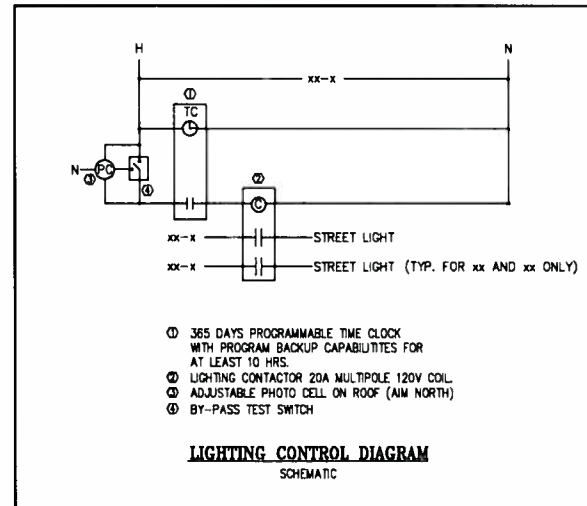 H N
xx-x
①
TC
N PC
③
④
②
C
xx-x STREET LIGHT
xx-x STREET LIGHT (TYP. FOR xx AND xx ONLY)
① 365 DAYS PROGRAMMABLE TIME CLOCK
WITH PROGRAM BACKUP CAPABILITITES FOR
AT LEAST 10 HRS.
② LIGHTING CONTACTOR 20A MULTIPOLE 120V COIL.
③ ADJUSTABLE PHOTO CELL ON ROOF (AIM NORTH)
④ BY-PASS TEST SWITCH
LIGHTING CONTROL DIAGRAM
SCHEMATIC